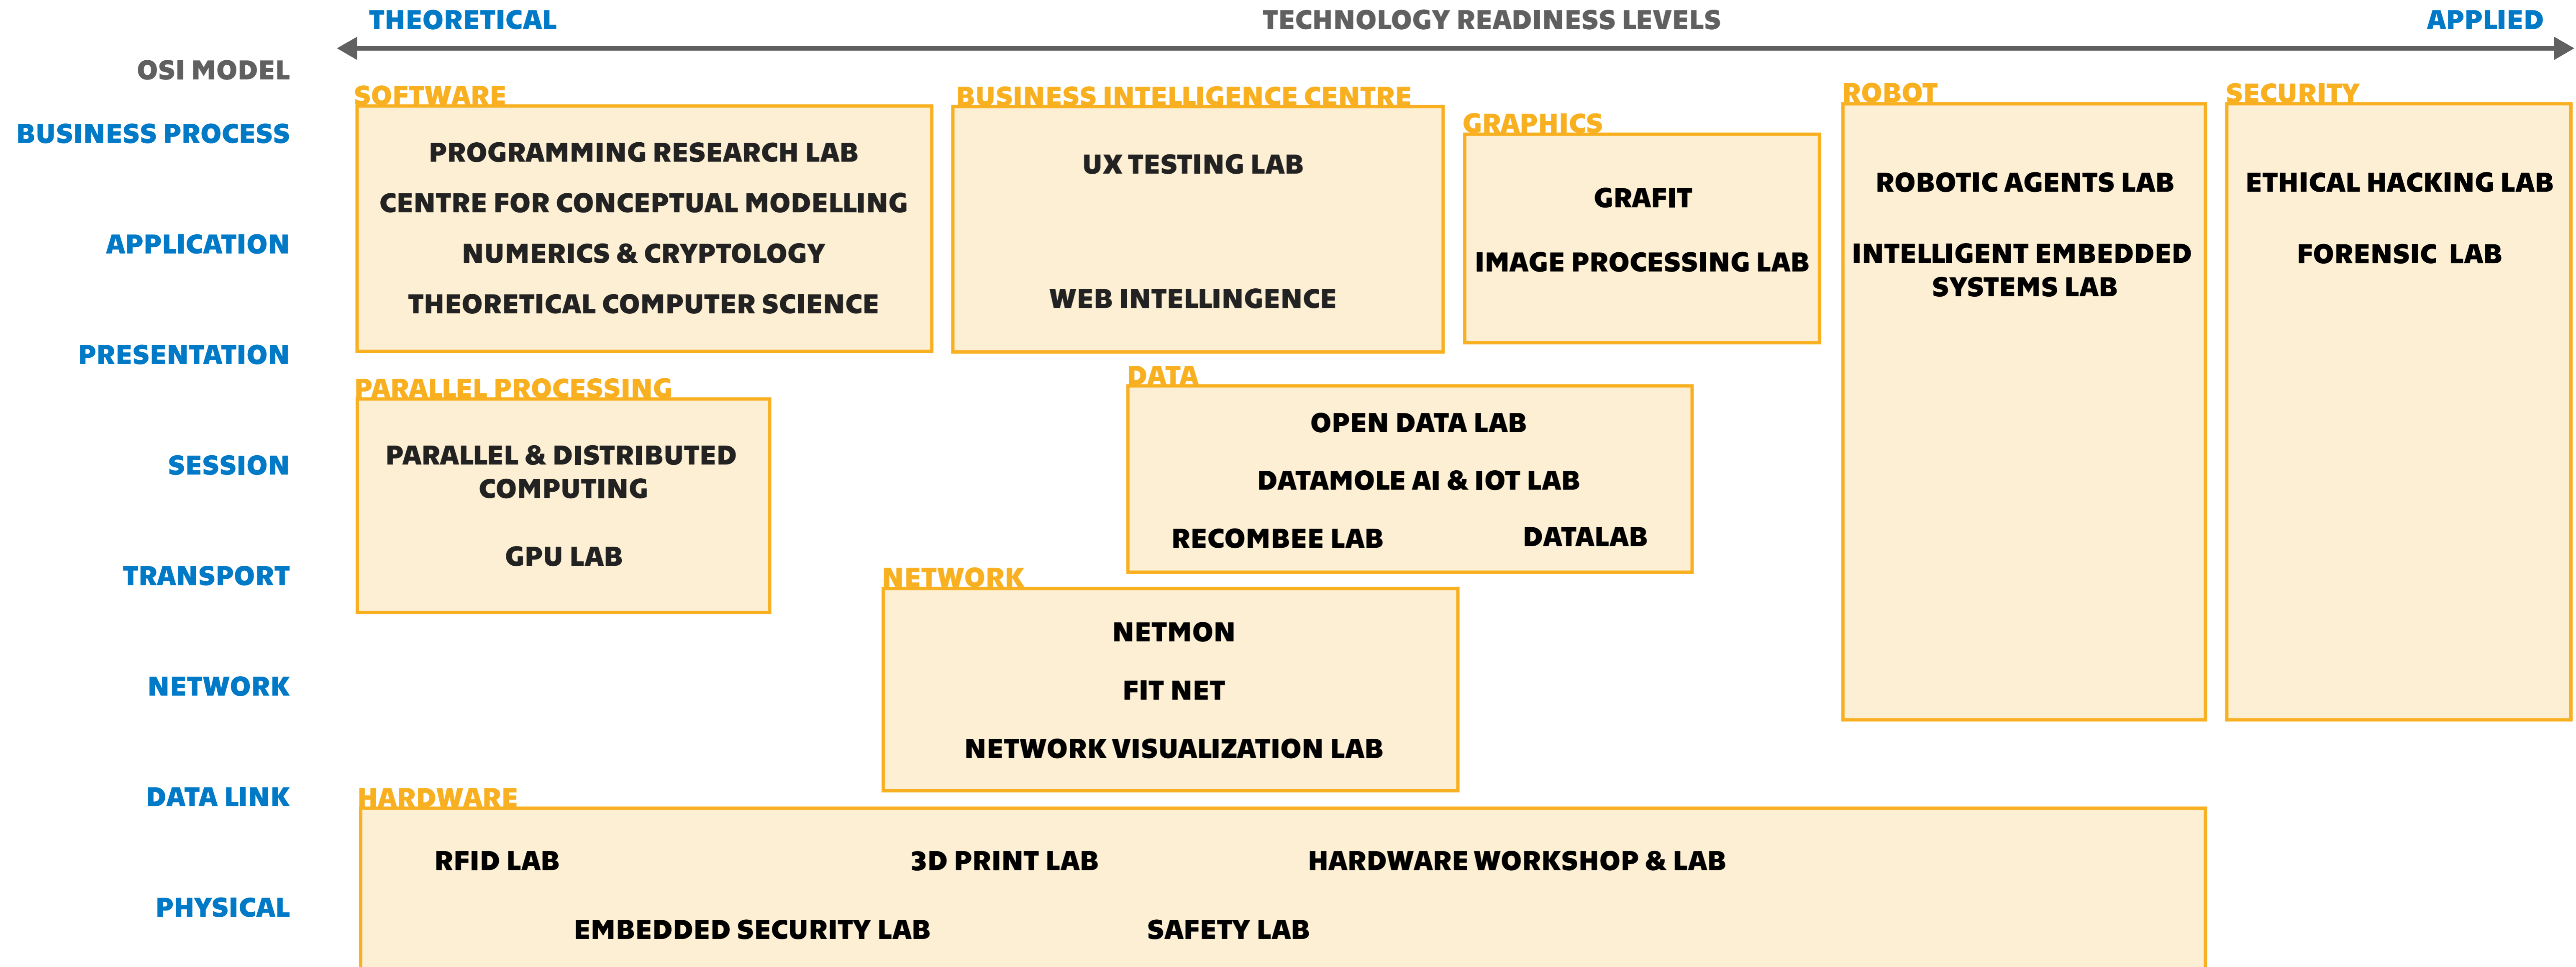 THEORETICAL
TECHNOLOGY READINESS LEVELS
APPLIED
OSI MODEL
BUSINESS PROCESS
APPLICATION
PRESENTATION
SESSION
TRANSPORT
NETWORK
DATA LINK
PHYSICAL
SOFTWARE
PROGRAMMING RESEARCH LAB
CENTRE FOR CONCEPTUAL MODELLING
NUMERICS & CRYPTOLOGY
THEORETICAL COMPUTER SCIENCE
BUSINESS INTELLIGENCE CENTRE
UX TESTING LAB
WEB INTELLINGENCE
GRAPHICS
GRAFIT
IMAGE PROCESSING LAB
ROBOT
ROBOTIC AGENTS LAB
INTELLIGENT EMBEDDED
SYSTEMS LAB
SECURITY
ETHICAL HACKING LAB
FORENSIC LAB
PARALLEL PROCESSING
PARALLEL & DISTRIBUTED
COMPUTING
GPU LAB
DATA
OPEN DATA LAB
DATAMOLE AI & IOT LAB
RECOMBEE LAB
DATALAB
NETWORK
NETMON
FIT NET
NETWORK VISUALIZATION LAB
HARDWARE
RFID LAB
3D PRINT LAB
HARDWARE WORKSHOP & LAB
EMBEDDED SECURITY LAB
SAFETY LAB